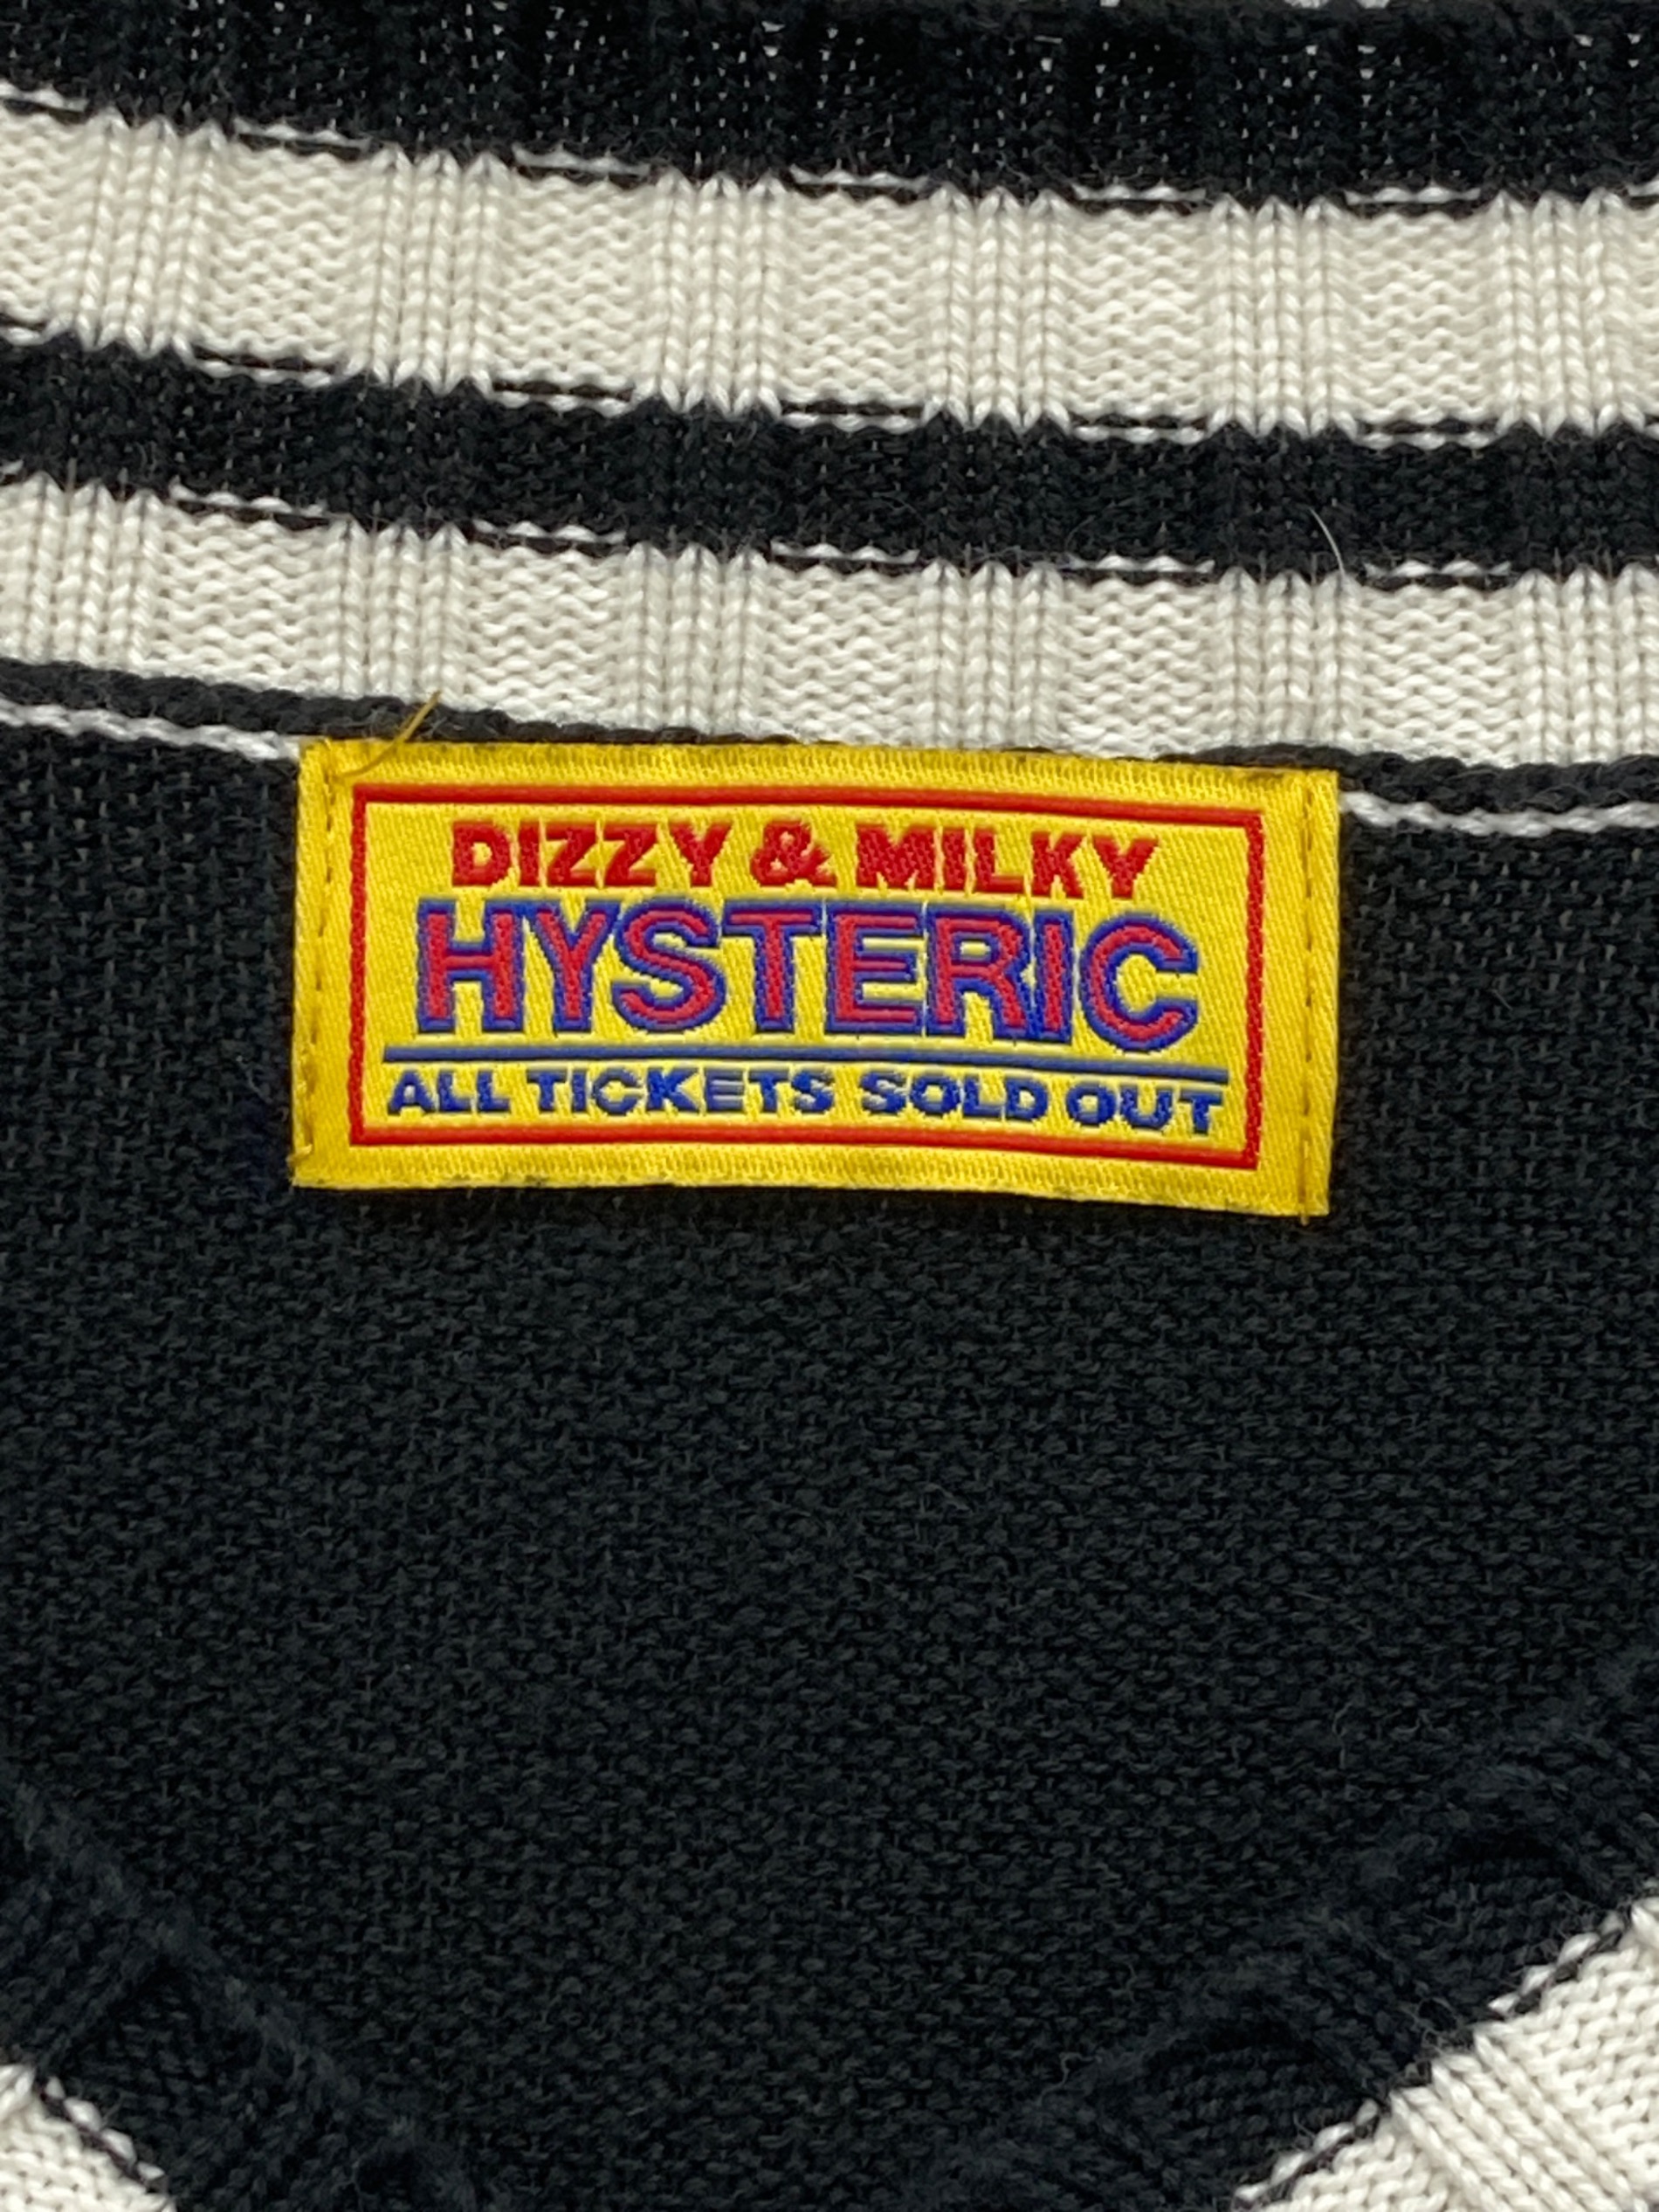 DIZZY & MILKY
HYSTERIC
ALL TICKETS SOLD OUT